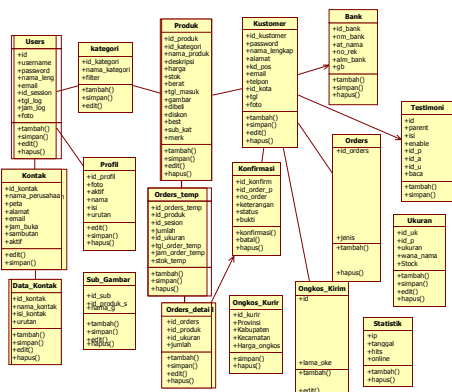 Users
+id
+username
+password
+nama_leng
+email
+id_session
+tgl_log
+jam_log
+foto
+tambah()
+simpan()
+edit()
+hapus()
kategori
+id_kategori
+nama_kategori
+filter
+tambah()
+simpan()
+edit()
Produk
+id_produk
+id_kategori
+nama_produk
+deskripsi
+harga
+stok
+berat
+tgl_masuk
+gambar
+dibeli
+diskon
+best
+sub_kat
+merk
+tambah()
+simpan()
+edit()
+hapus()
Kustomer
+id_kustomer
+password
+nama_lengkap
+alamat
+kd_pos
+email
+telpon
+id_kota
+tgl
+foto
+tambah()
+simpan()
+edit()
+hapus()
Bank
+id_bank
+nm_bank
+at_nama
+no_rek
+alm_bank
+gb
+tambah()
+simpan()
+hapus()
Testimoni
+id
+parent
+isi
+enable
+id_p
+id_a
+id_u
+baca
+tambah()
+simpan()
Kontak
+id_kontak
+nama_perusahaan
+peta
+alamat
+email
+jam_buka
+sambutan
+aktif
+edit()
+simpan()
Profil
+id_profil
+foto
+aktif
+nama
+isi
+urutan
+edit()
+simpan()
+hapus()
Orders_temp
+id_orders_temp
+id_produk
+id_sesion
+jumlah
+id_ukuran
+tgl_order_temp
+jam_order_temp
+stok_temp
+tambah()
+simpan()
+hapus()
Konfirmasi
+id_konfirm
+id_order_p
+no_order
+keterangan
+status
+bukti
+konfirmasi()
+batal()
+hapus()
Orders
+id_orders
+jenis
+tambah()
+hapus()
Ukuran
+id_uk
+id_p
+ukuran
+wana_nama
+Stock
+tambah()
+simpan()
+edit()
+hapus()
Data_Kontak
+id_kontak
+nama_kontak
+isi_kontak
+urutan
+tambah()
+simpan()
+edit()
+hapus()
Sub_Gambar
+id_sub
+id_produk_s
+nama_g
+tambah()
+simpan()
+edit()
+hapus()
Orders_detail
+id_orders
+id_produk
+id_ukuran
+jumlah
+tambah()
+simpan()
+edit()
+hapus()
Ongkos_Kurir
+id_kurir
+Provinsi
+Kabupaten
+Kecamatan
+Harga_ongkos
+simpan()
+hapus()
Ongkos_Kirim
+id
+lama_oke
+tambah()
+edit()
Statistik
+ip
+tanggal
+hits
+online
+tambah()
+hapus()